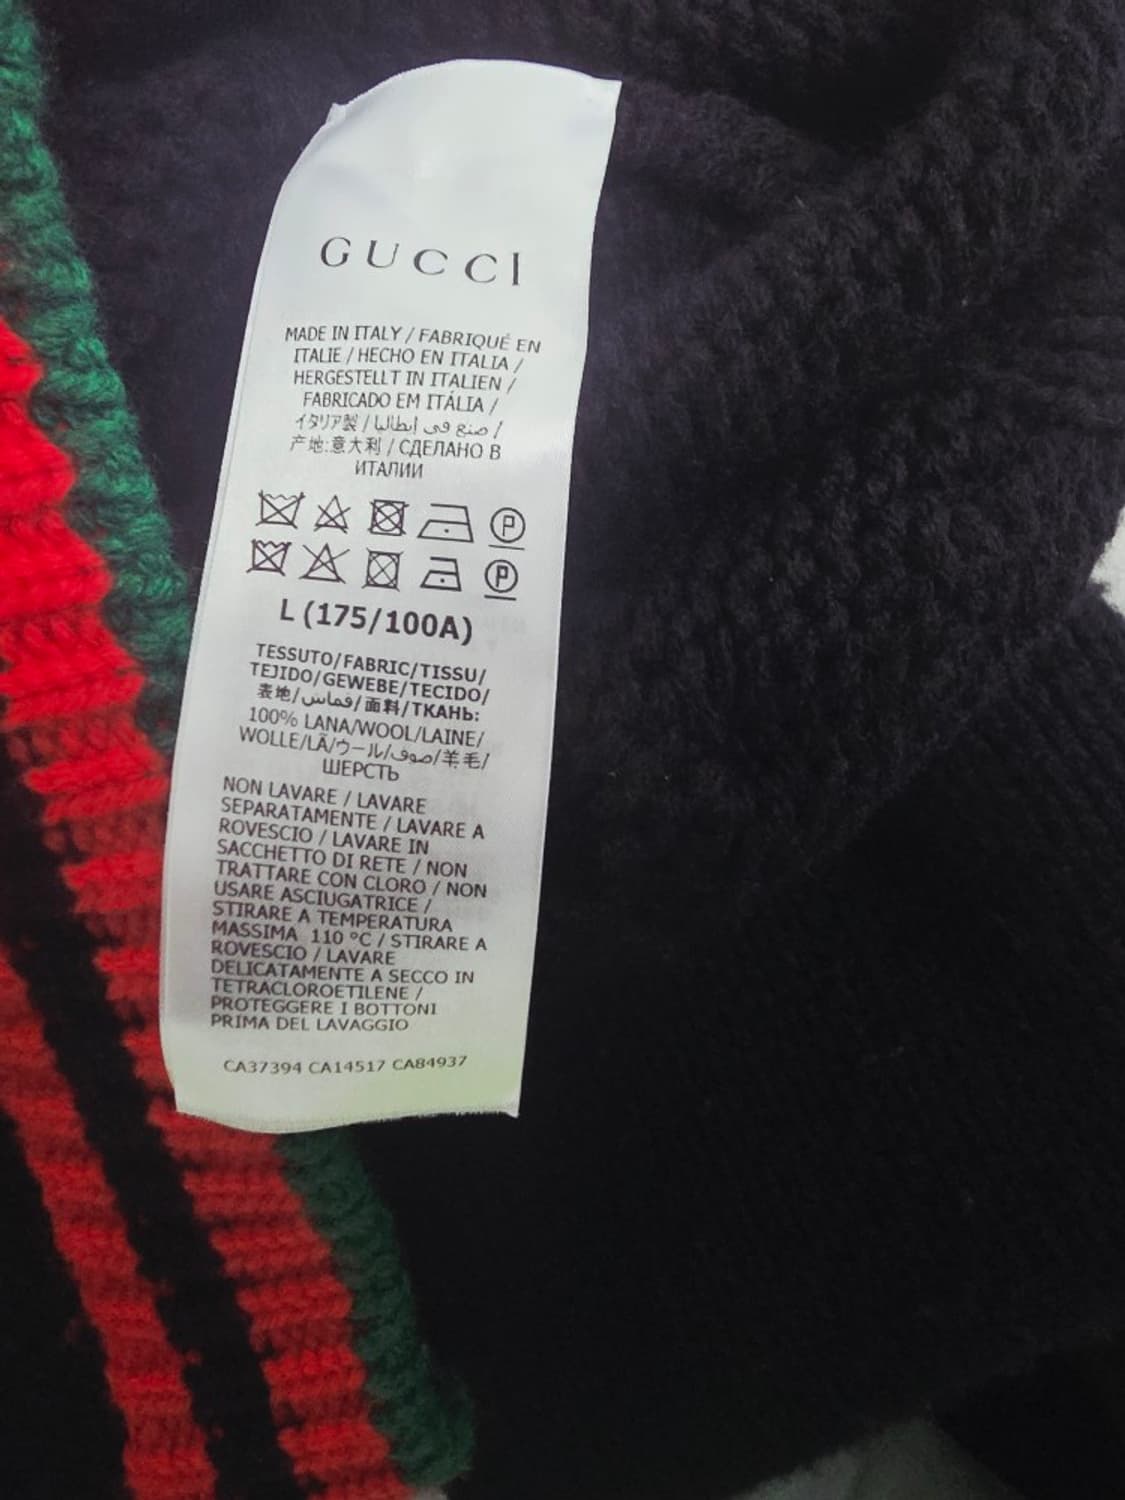 GUCCI
MADE IN ITALY / FABRIQUÉ EN
ITALIE / HECHO EN ITALIA /
HERGESTELLT IN ITALIEN /
FABRICADO EM ITÁLIA /
イタリア製 / صنع في إيطاليا /
产地:意大利 / СДЕЛАНО В
ИТАЛИИ
P
P
L (175/100A)
TESSUTO/FABRIC/TISSU/
TEJIDO/GEWEBE/TECIDO/
表地/قماش/面料/ТКАНЬ:
100% LANA/WOOL/LAINE/
WOLLE/LÃ/ウール/صوف/羊毛/
ШЕРСТЬ
NON LAVARE / LAVARE
SEPARATAMENTE / LAVARE A
ROVESCIO / LAVARE IN
SACCHETTO DI RETE / NON
TRATTARE CON CLORO / NON
USARE ASCIUGATRICE /
STIRARE A TEMPERATURA
MASSIMA 110 °C / STIRARE A
ROVESCIO / LAVARE
DELICATAMENTE A SECCO IN
TETRACLOROETILENE /
PROTEGGERE I BOTTONI
PRIMA DEL LAVAGGIO
CA37394 CA14517 CA84937